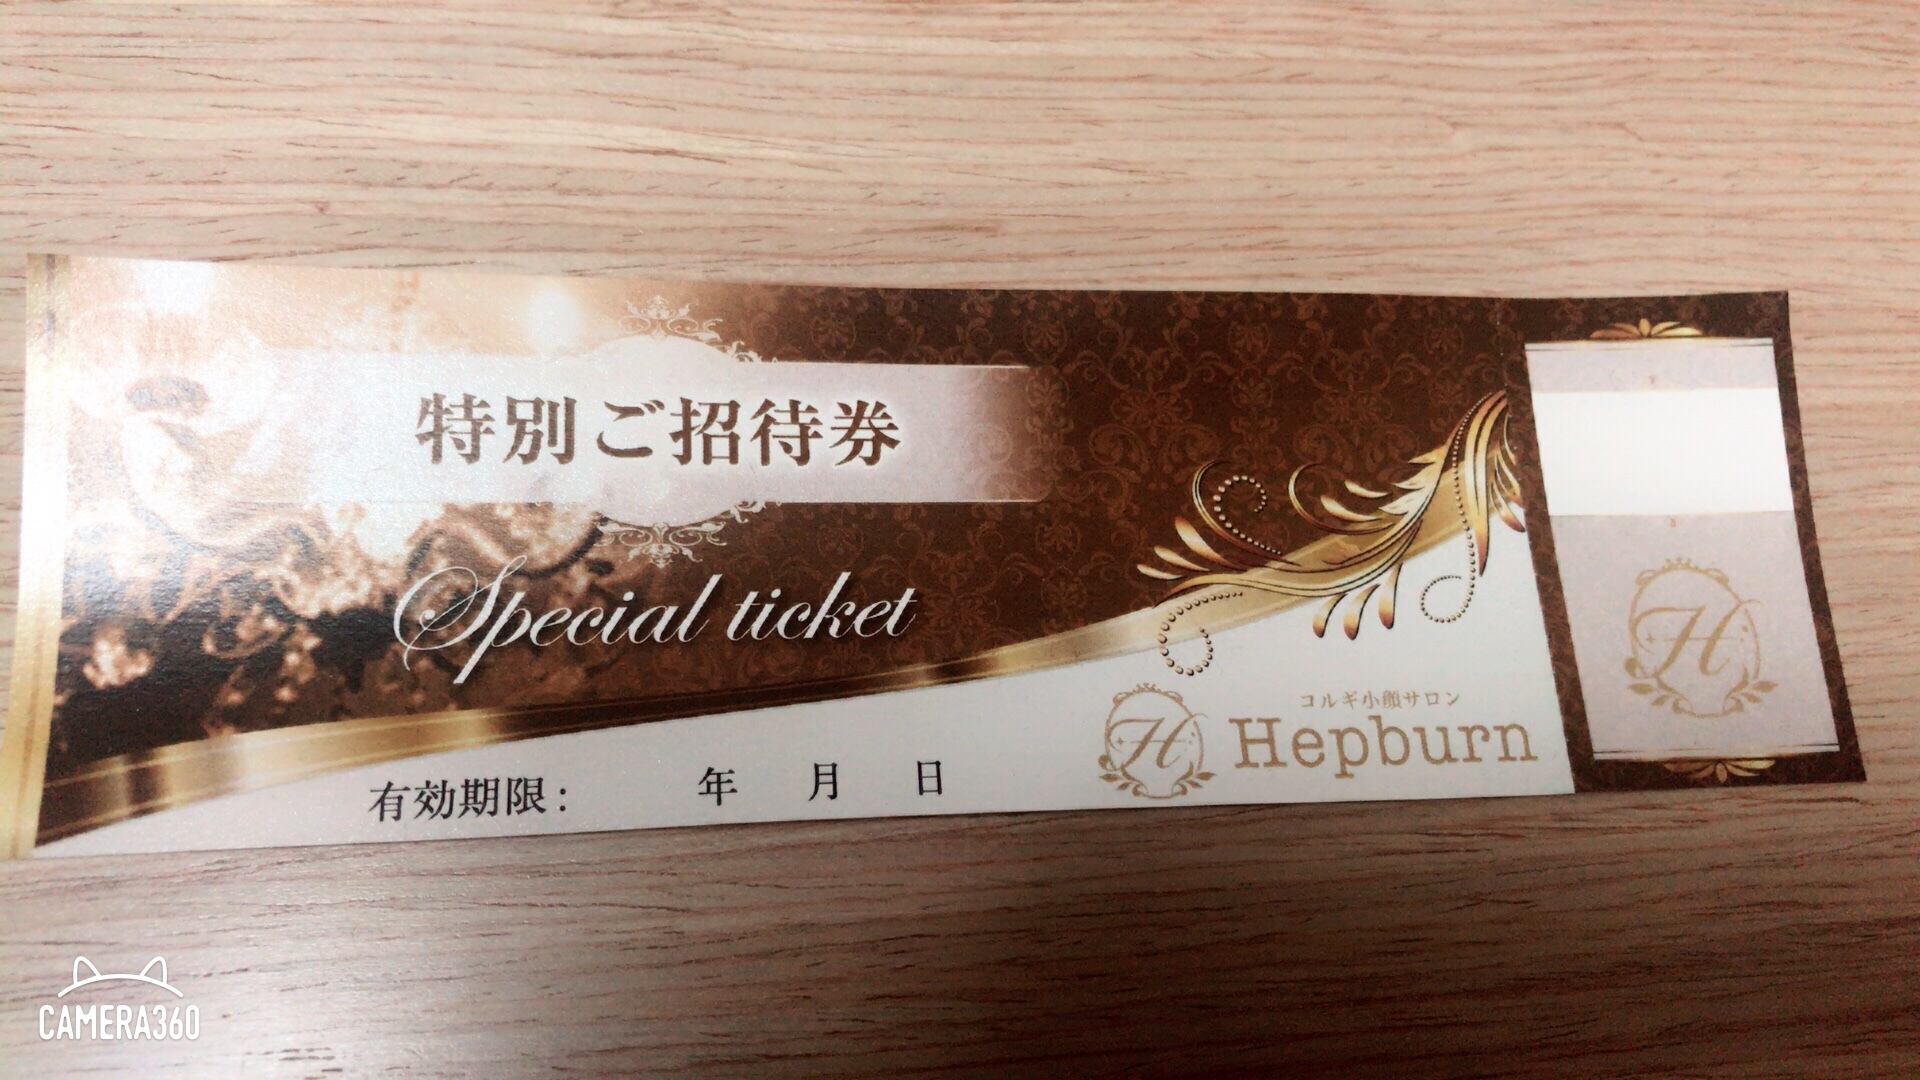 特別ご招待券
Special ticket
コルギ小顔サロン
H Hepburn
有効期限: 年 月 日
H
CAMERA360